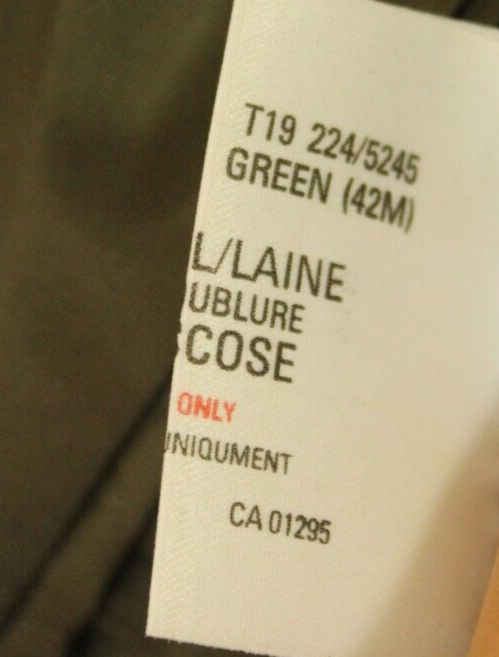 T19 224/5245
GREEN (42M)
L/LAINE
UBLURE
COSE
ONLY
NIQUMENT
CA 01295